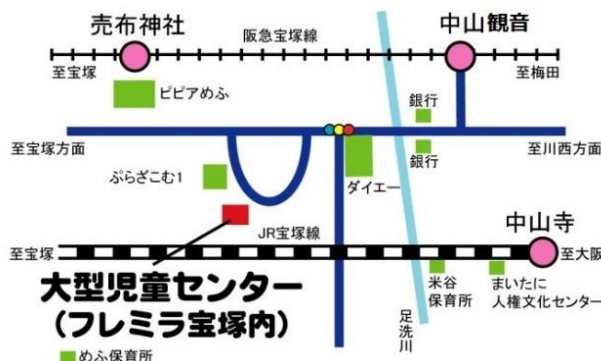 売布神社
阪急宝塚線
中山観音
至宝塚
至梅田
ピピアめふ
銀行
至宝塚方面
至川西方面
銀行
ぷらざこむ1
ダイエー
JR宝塚線
中山寺
至宝塚
至大阪
大型児童センター
(フレミラ宝塚内)
米谷
保育所
まいたに
人権文化センター
足洗川
めふ保育所